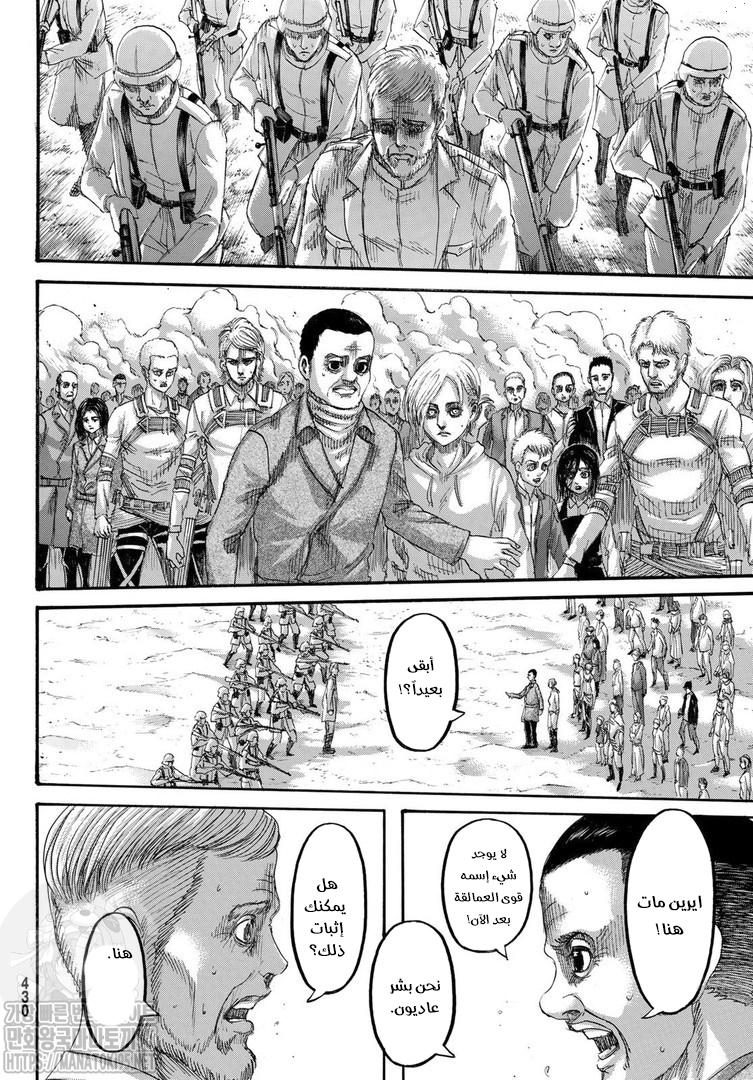 أبقى
بعيداً؟!
ايرين مات
هنا!
لا يوجد
شيء إسمه
قوى العمالقة
بعد الآن!
نحن بشر
عاديون.
هل
يمكنك
إثبات
ذلك؟
هنا.
430
HTTPS://MANATOKI95.NET